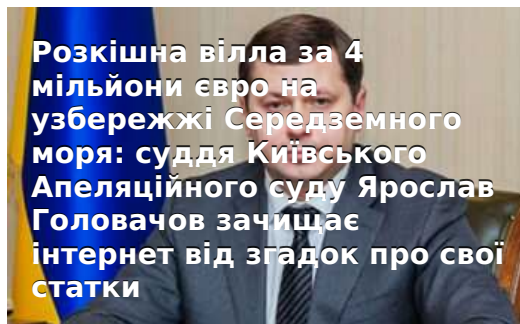 Розкішна вілла за 4
мільйони євро на
узбережжі Середземного
моря: суддя Київського
Апеляційного суду Ярослав
Головачов зачищає
інтернет від згадок про свої
статки